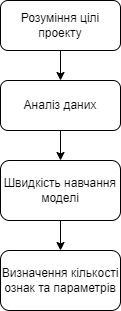 Розуміння цілі
проекту
Аналіз даних
Швидкість навчання
моделі
Визначення кількості
ознак та параметрів